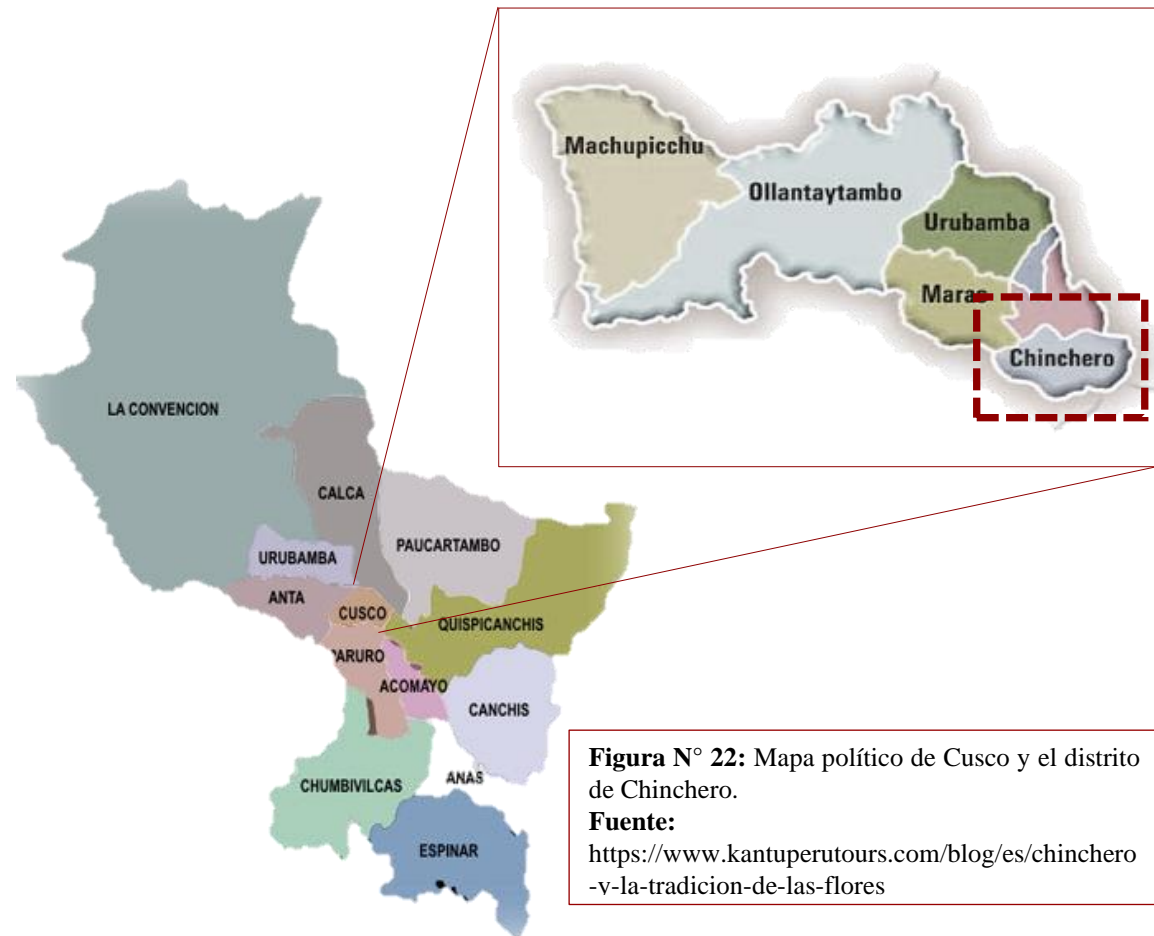 Machupicchu
Ollantaytambo
Urubamba
Maras
Chinchero
LA CONVENCION
CALCA
PAUCARTAMBO
URUBAMBA
ANTA
CUSCO
QUISPICANCHIS
PARURO
ACOMAYO
CANCHIS
ANAS
CHUMBIVILCAS
ESPINAR
Figura N° 22: Mapa político de Cusco y el distrito
de Chinchero.
Fuente:
https://www.kantuperutours.com/blog/es/chinchero
-y-la-tradicion-de-las-flores